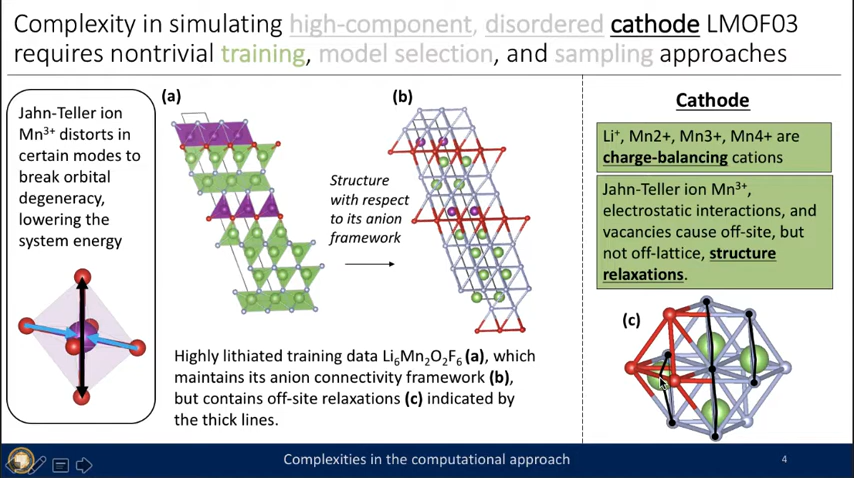 Complexity in simulating high-component, disordered cathode LMOF03
requires nontrivial training, model selection, and sampling approaches
Jahn-Teller ion
Mn³⁺ distorts in
certain modes to
break orbital
degeneracy,
lowering the
system energy
(a)
(b)
Structure
with respect
to its anion
framework
Highly lithiated training data Li₆Mn₂O₂F₆ (a), which
maintains its anion connectivity framework (b),
but contains off-site relaxations (c) indicated by
the thick lines.
Cathode
Li⁺, Mn2+, Mn3+, Mn4+ are
charge-balancing cations
Jahn-Teller ion Mn³⁺,
electrostatic interactions, and
vacancies cause off-site, but
not off-lattice, structure
relaxations.
(c)
Complexities in the computational approach
4